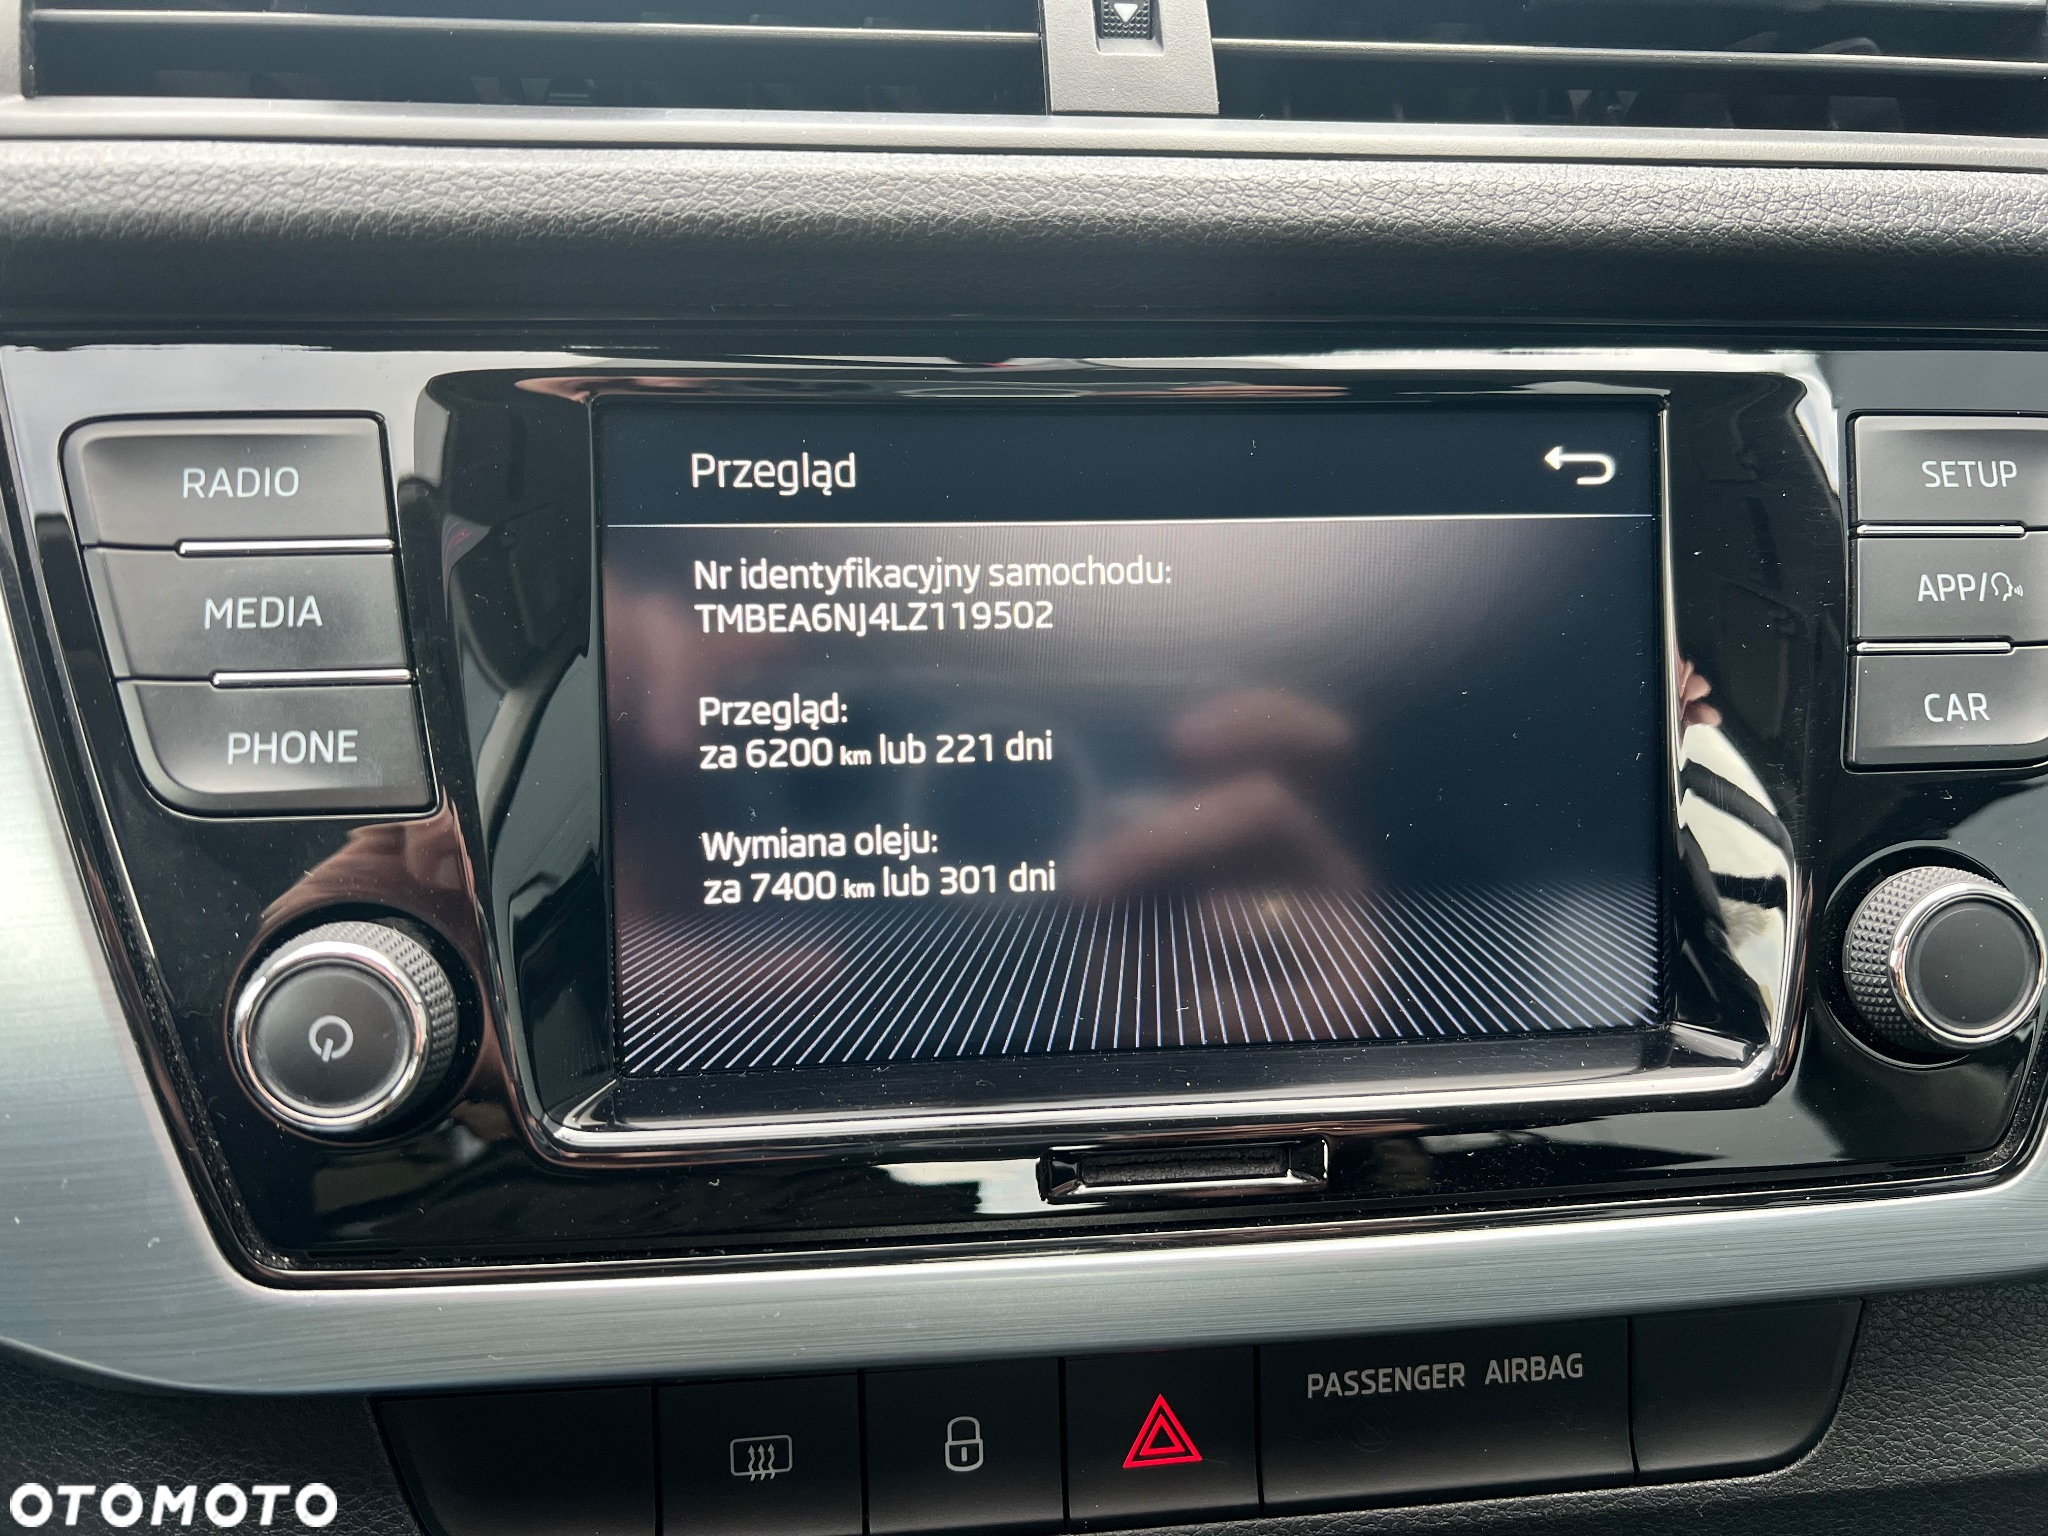 RADIO
MEDIA
PHONE
Przegląd
Nr identyfikacyjny samochodu:
TMBEA6NJ4LZ119502
Przegląd:
za 6200 km lub 221 dni
Wymiana oleju:
za 7400 km lub 301 dni
SETUP
APP/
CAR
PASSENGER AIRBAG
OTOMOTO